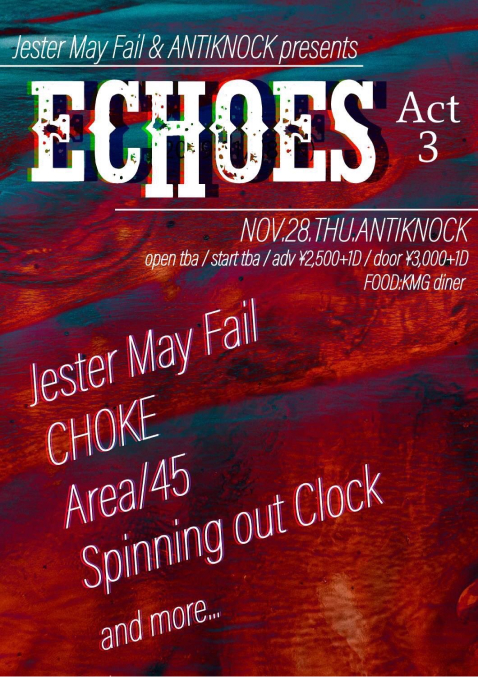 Jester May Fail & ANTIKNOCK presents
ECHOES
Act
3
NOV.28.THU.ANTIKNOCK
open tba / start tba / adv ¥2,500+1D / door ¥3,000+1D
FOOD:KMG diner
Jester May Fail
CHOKE
Area/45
Spinning out Clock
and more...